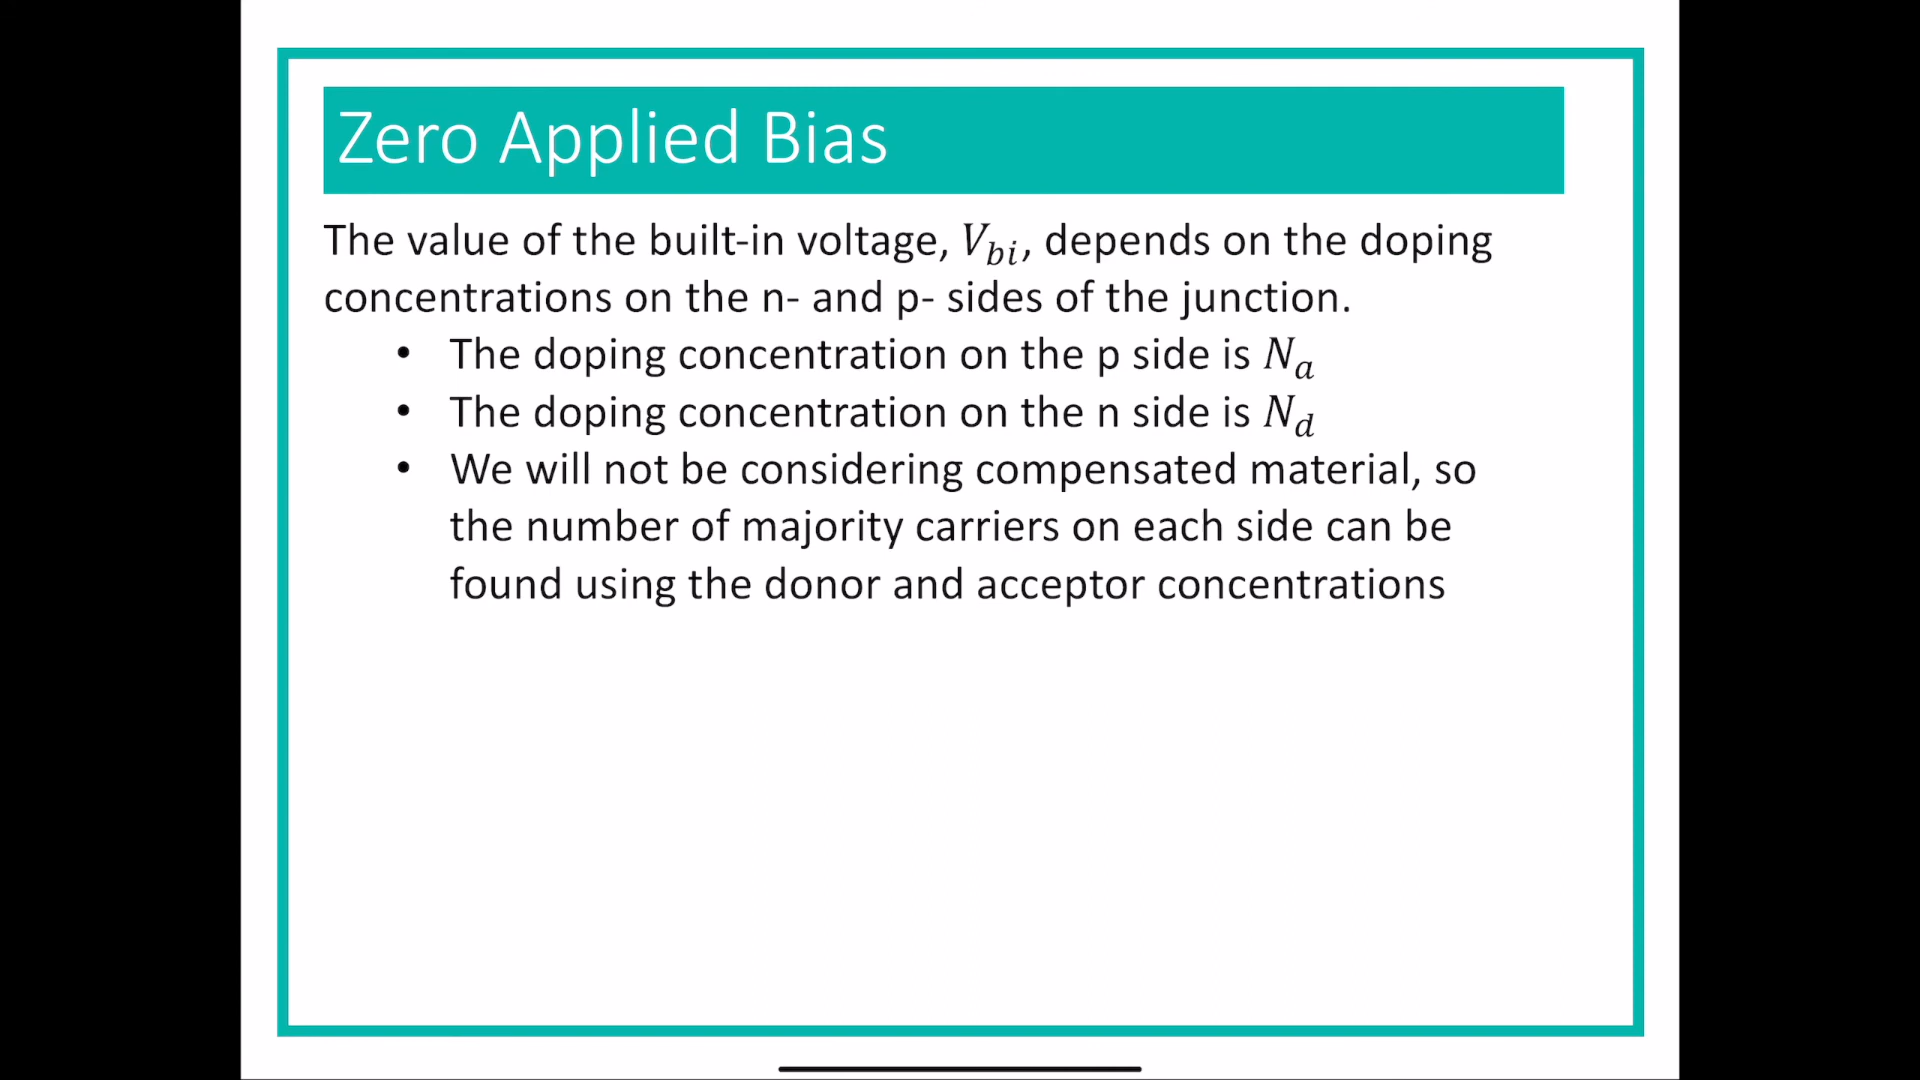 Zero Applied Bias
The value of the built-in voltage, V_bi, depends on the doping
concentrations on the n- and p- sides of the junction.
• The doping concentration on the p side is N_a
• The doping concentration on the n side is N_d
• We will not be considering compensated material, so
the number of majority carriers on each side can be
found using the donor and acceptor concentrations